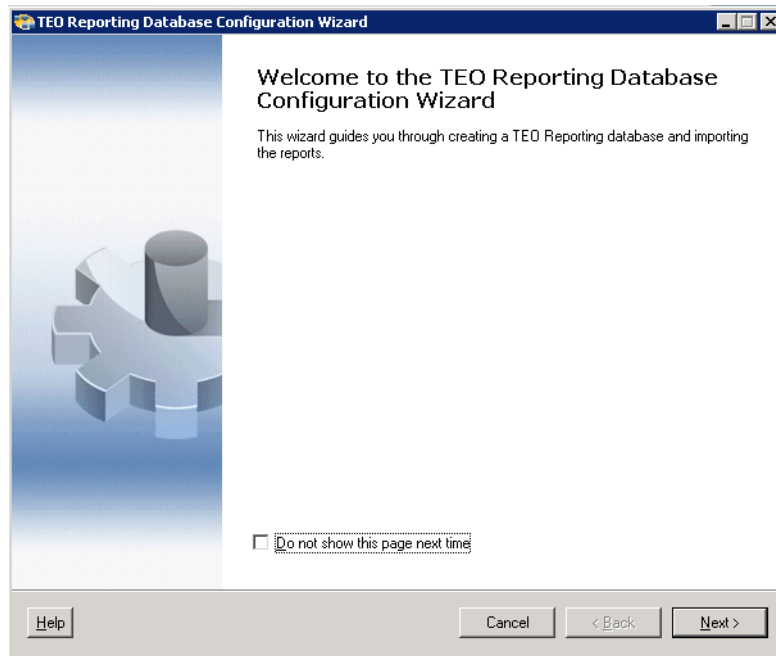 TEO Reporting Database Configuration Wizard
Welcome to the TEO Reporting Database
Configuration Wizard
This wizard guides you through creating a TEO Reporting database and importing
the reports.
Do not show this page next time
Help
Cancel
< Back
Next >